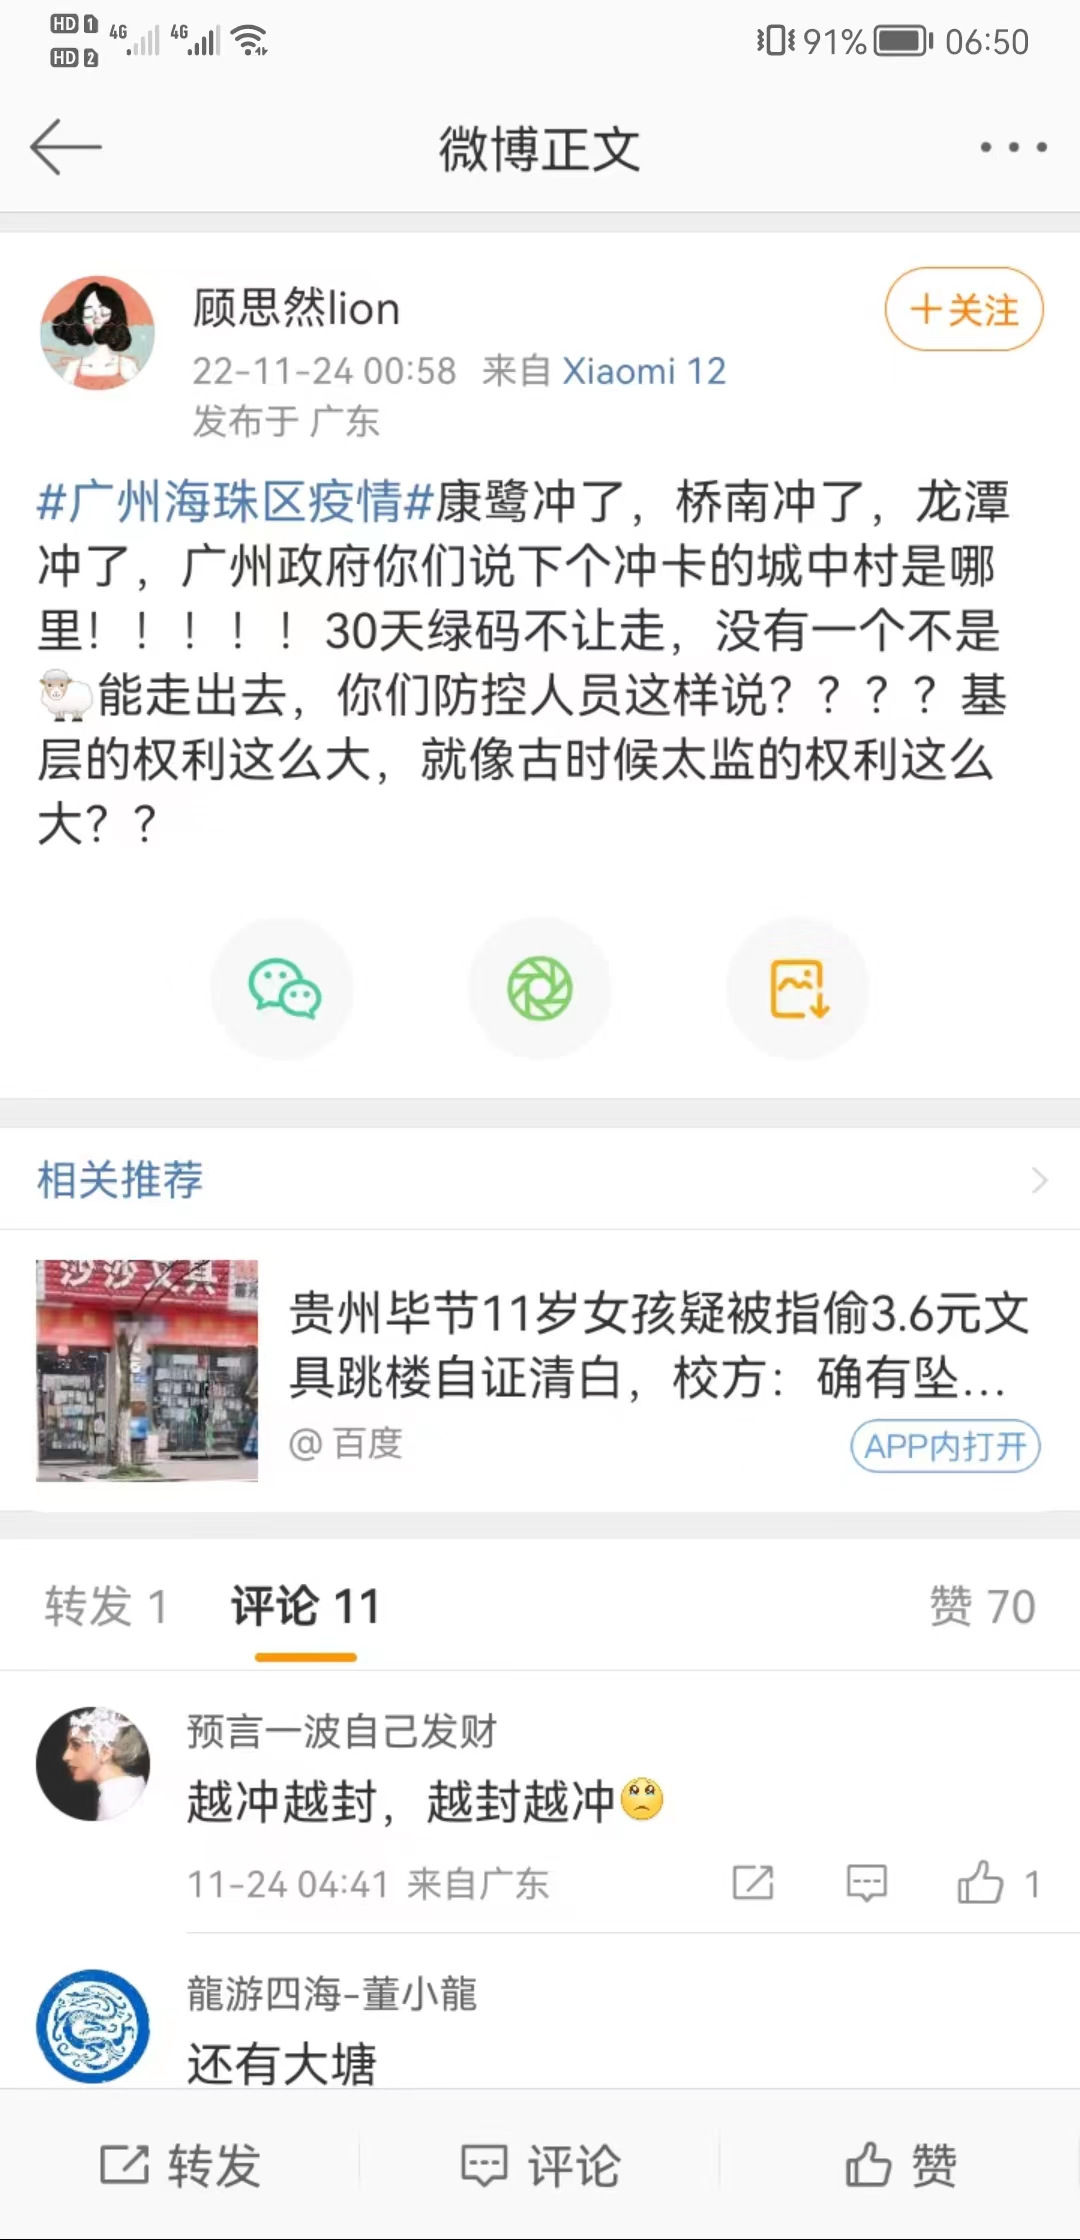 HD 1 4G 4G 91% 06:50
HD 2
微博正文
顾思然lion
+关注
22-11-24 00:58 来自 Xiaomi 12
发布于 广东
#广州海珠区疫情#康鹭冲了，桥南冲了，龙潭
冲了，广州政府你们说下个冲卡的城中村是哪
里！！！！！30天绿码不让走，没有一个不是
🐑能走出去，你们防控人员这样说？？？？基
层的权利这么大，就像古时候太监的权利这么
大？？
相关推荐
沙沙文具
贵州毕节11岁女孩疑被指偷3.6元文
具跳楼自证清白，校方：确有坠...
@ 百度
APP内打开
转发 1 评论 11 赞 70
预言一波自己发财
越冲越封，越封越冲🥺
11-24 04:41 来自广东 1
龍游四海-董小龍
还有大塘
转发 评论 赞